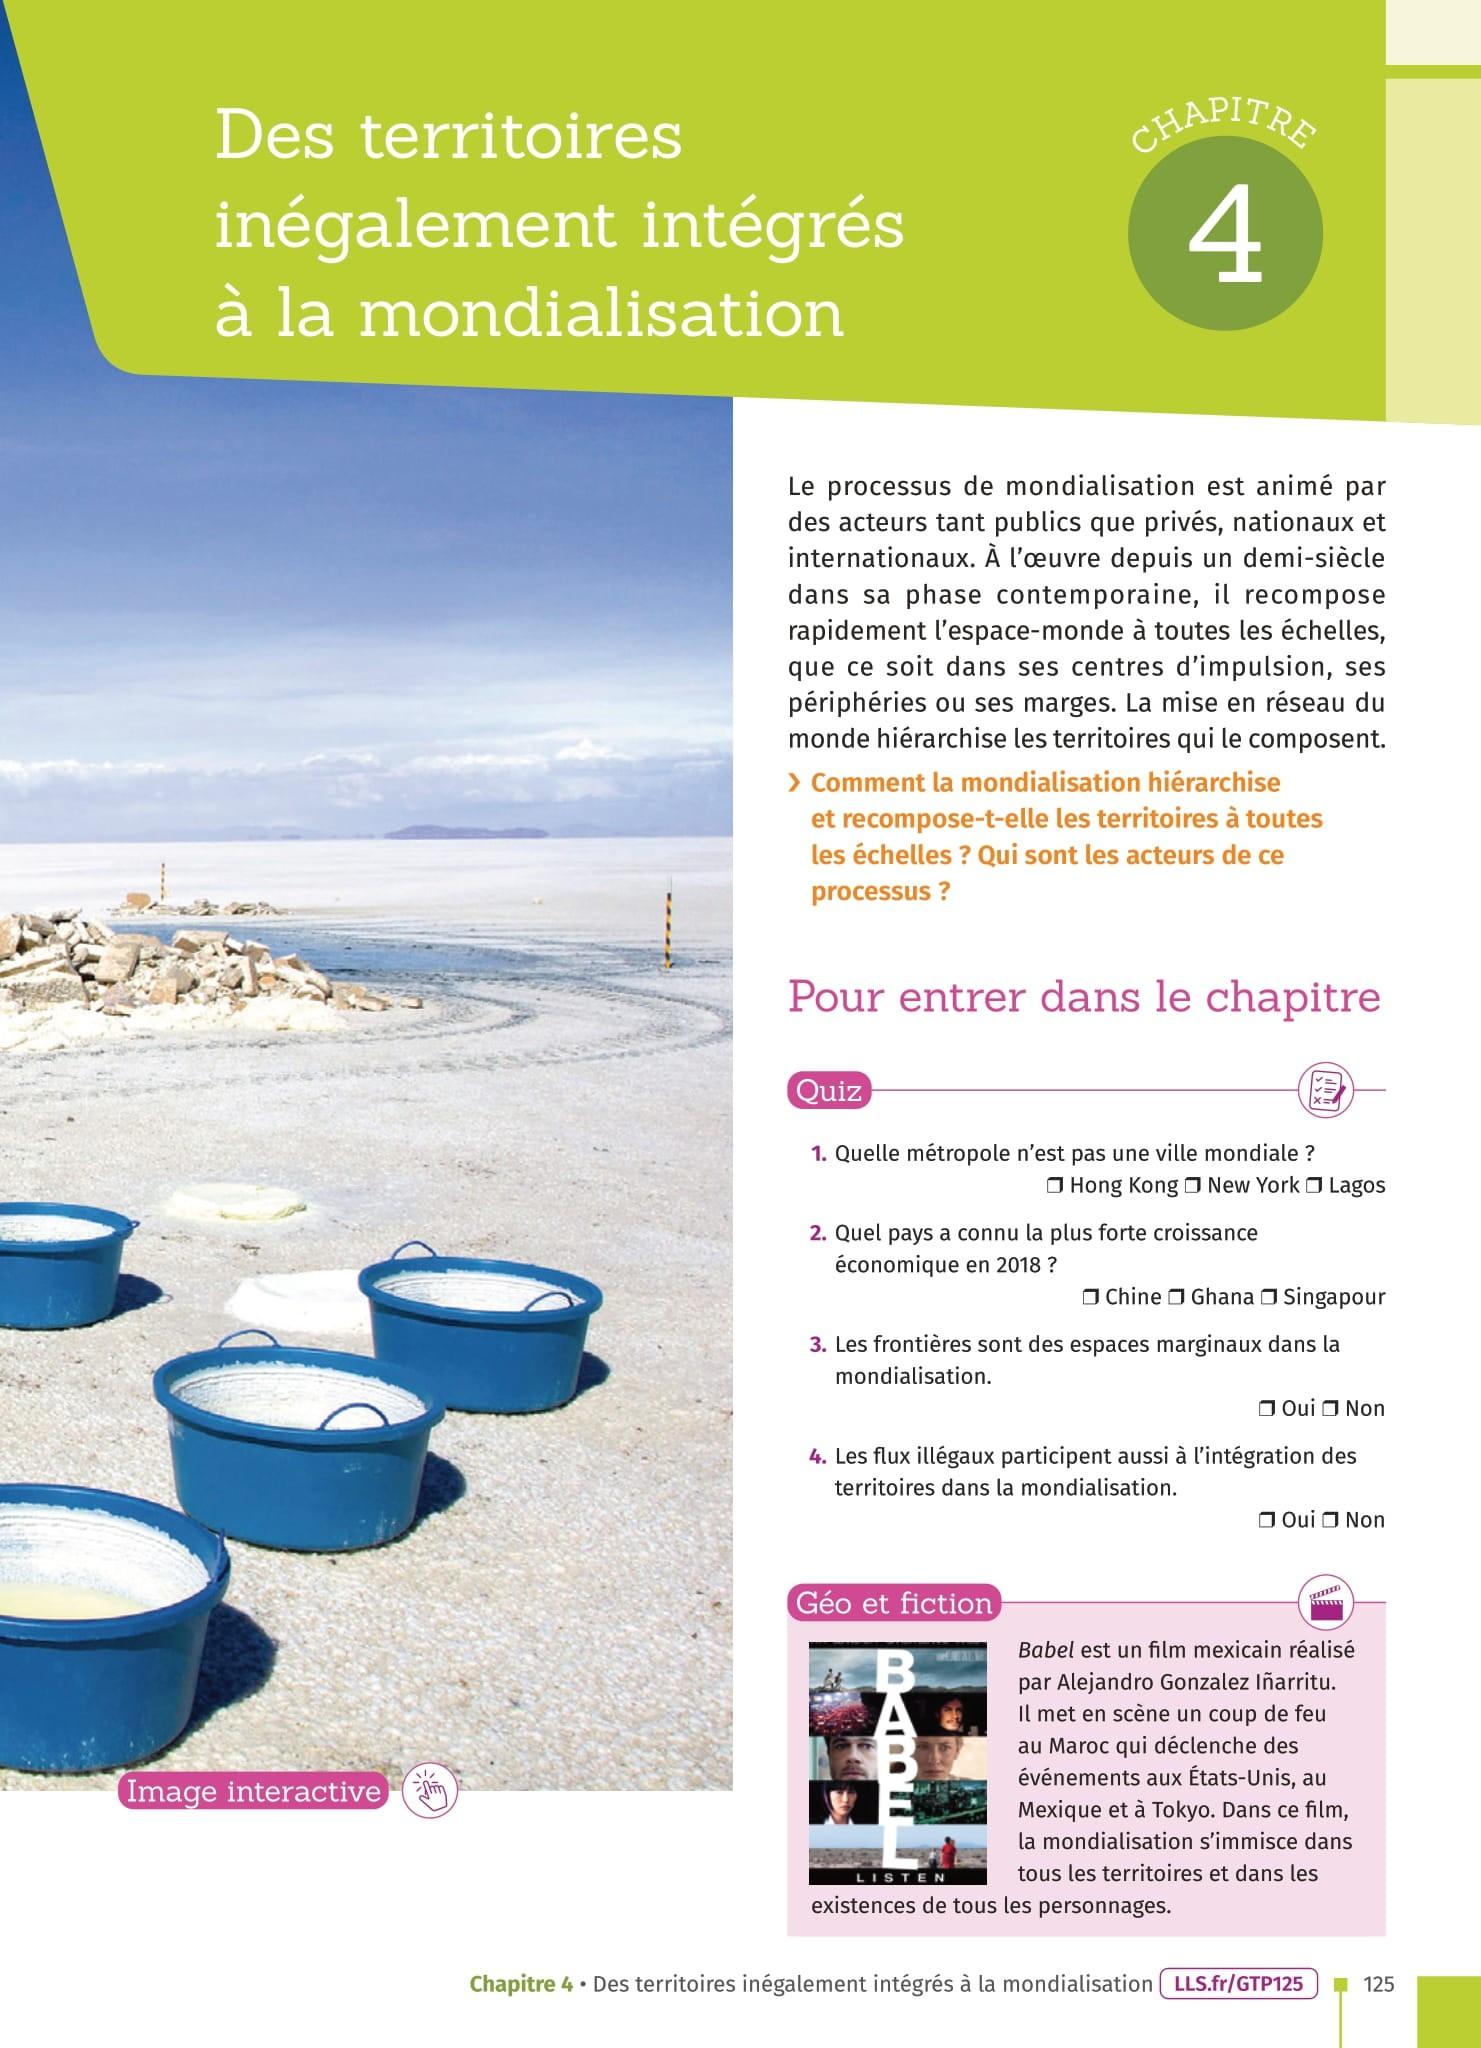 Des territoires
inégalement intégrés
à la mondialisation
CHAPITRE
4
Le processus de mondialisation est animé par
des acteurs tant publics que privés, nationaux et
internationaux. À l’œuvre depuis un demi-siècle
dans sa phase contemporaine, il recompose
rapidement l’espace-monde à toutes les échelles,
que ce soit dans ses centres d’impulsion, ses
périphéries ou ses marges. La mise en réseau du
monde hiérarchise les territoires qui le composent.
› Comment la mondialisation hiérarchise
et recompose-t-elle les territoires à toutes
les échelles ? Qui sont les acteurs de ce
processus ?
Pour entrer dans le chapitre
Quiz
1. Quelle métropole n’est pas une ville mondiale ?
❒ Hong Kong ❒ New York ❒ Lagos
2. Quel pays a connu la plus forte croissance
économique en 2018 ?
❒ Chine ❒ Ghana ❒ Singapour
3. Les frontières sont des espaces marginaux dans la
mondialisation.
❒ Oui ❒ Non
4. Les flux illégaux participent aussi à l’intégration des
territoires dans la mondialisation.
❒ Oui ❒ Non
Géo et fiction
BABEL
LISTEN
Babel est un film mexicain réalisé
par Alejandro Gonzalez Iñarritu.
Il met en scène un coup de feu
au Maroc qui déclenche des
événements aux États-Unis, au
Mexique et à Tokyo. Dans ce film,
la mondialisation s’immisce dans
tous les territoires et dans les
existences de tous les personnages.
Image interactive
Chapitre 4 • Des territoires inégalement intégrés à la mondialisation LLS.fr/GTP125 125